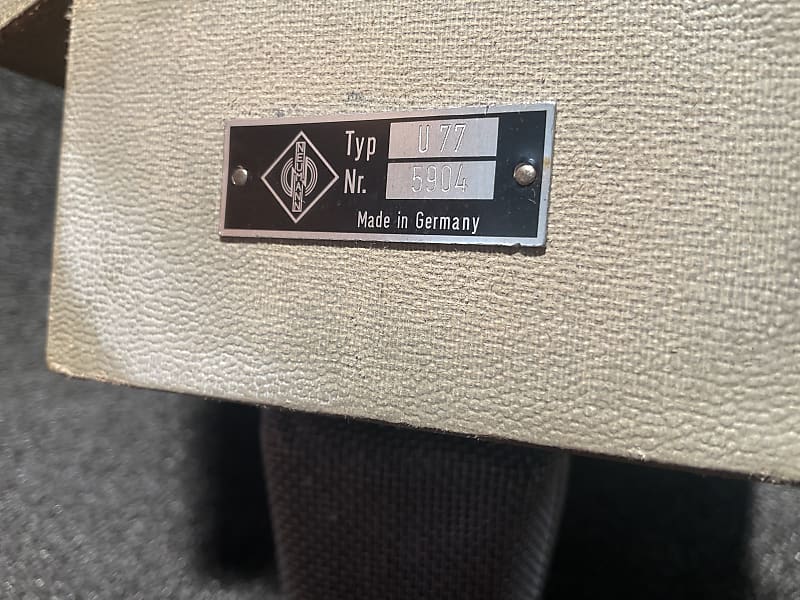 NEUMANN
Typ U 77
Nr. 5904
Made in Germany